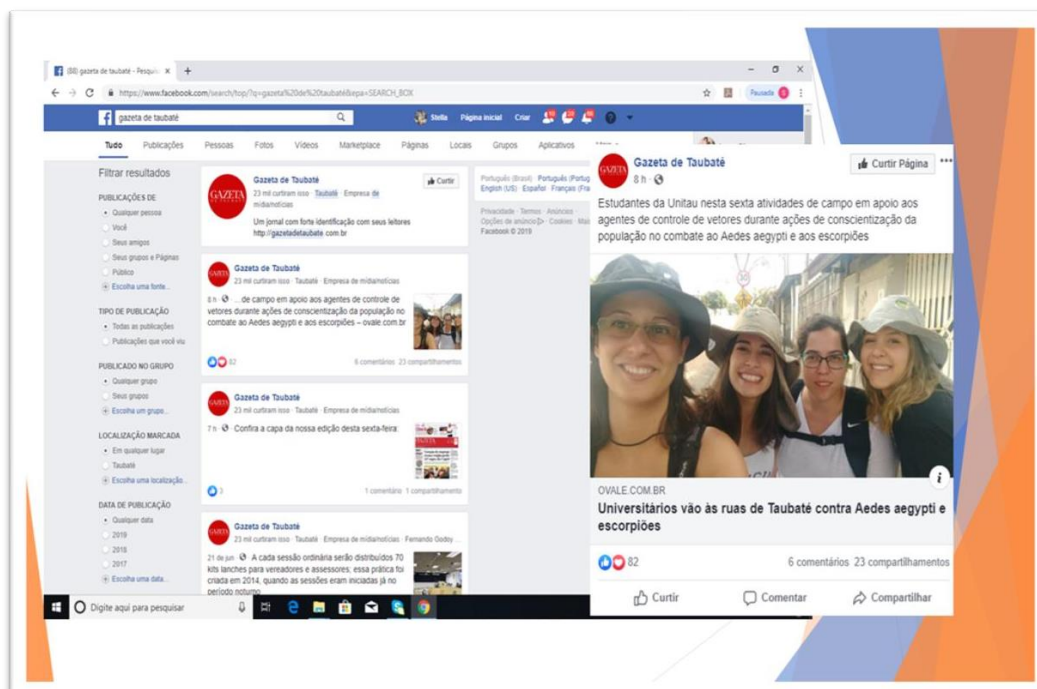 (88) gazeta de taubaté - Pesquis
https://www.facebook.com/search/top/?q=gazeta%20de%20taubaté&epa=SEARCH_BOX
Pausada
gazeta de taubaté
Stella Página inicial Criar
Tudo Publicações Pessoas Fotos Vídeos Marketplace Páginas Locais Grupos Aplicativos
Filtrar resultados
PUBLICAÇÕES DE
Qualquer pessoa
Você
Seus amigos
Seus grupos e Páginas
Público
Escolha uma fonte...
TIPO DE PUBLICAÇÃO
Todas as publicações
Publicações que você viu
PUBLICADO NO GRUPO
Qualquer grupo
Seus grupos
Escolha um grupo...
LOCALIZAÇÃO MARCADA
Em qualquer lugar
Taubaté
Escolha uma localização...
DATA DE PUBLICAÇÃO
Qualquer data
2019
2018
2017
Escolha uma data...
GAZETA
Gazeta de Taubaté
Curtir
23 mil curtiram isso · Taubaté · Empresa de
mídia/notícias
Um jornal com forte identificação com seus leitores
http://gazetadetaubate.com.br
Gazeta de Taubaté
23 mil curtiram isso · Taubaté · Empresa de mídia/notícias
8 h · ...de campo em apoio aos agentes de controle de
vetores durante ações de conscientização da população no
combate ao Aedes aegypti e aos escorpiões – ovale.com.br
82
6 comentários 23 compartilhamentos
Gazeta de Taubaté
23 mil curtiram isso · Taubaté · Empresa de mídia/notícias
7 h · Confira a capa da nossa edição desta sexta-feira:
3
1 comentário 1 compartilhamento
Gazeta de Taubaté
23 mil curtiram isso · Taubaté · Empresa de mídia/notícias · Fernando Godoy ...
21 de jun · A cada sessão ordinária serão distribuídos 70
kits lanches para vereadores e assessores; essa prática foi
criada em 2014, quando as sessões eram iniciadas já no
período noturno
Português (Brasil) · Português (Portug
English (US) · Español · Français (Fra
Privacidade · Termos · Anúncios ·
Opções de anúncio · Cookies · Mais
Facebook © 2019
GAZETA
Gazeta de Taubaté
8 h ·
Curtir Página
Estudantes da Unitau nesta sexta atividades de campo em apoio aos
agentes de controle de vetores durante ações de conscientização da
população no combate ao Aedes aegypti e aos escorpiões
OVALE.COM.BR
Universitários vão às ruas de Taubaté contra Aedes aegypti e
escorpiões
82
6 comentários 23 compartilhamentos
Curtir Comentar Compartilhar
Digite aqui para pesquisar